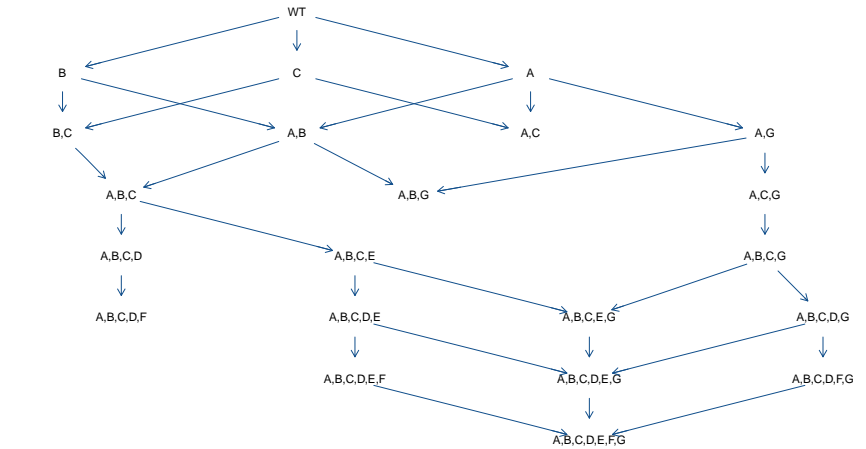 WT
B
C
A
B,C
A,B
A,C
A,G
A,B,C
A,B,G
A,C,G
A,B,C,D
A,B,C,E
A,B,C,G
A,B,C,D,F
A,B,C,D,E
A,B,C,E,G
A,B,C,D,G
A,B,C,D,E,F
A,B,C,D,E,G
A,B,C,D,F,G
A,B,C,D,E,F,G